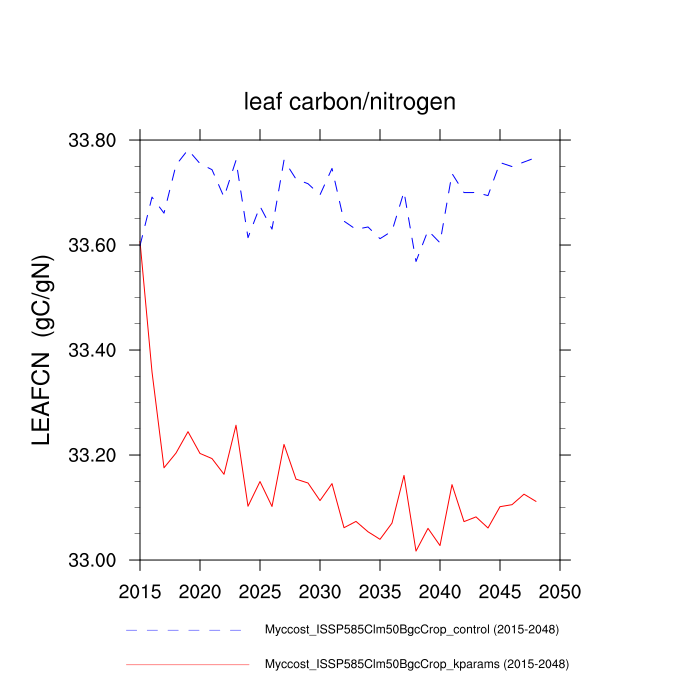 leaf carbon/nitrogen
LEAFCN (gC/gN)
33.80
33.60
33.40
33.20
33.00
2015 2020 2025 2030 2035 2040 2045 2050
Myccost_ISSP585Clm50BgcCrop_control (2015-2048)
Myccost_ISSP585Clm50BgcCrop_kparams (2015-2048)